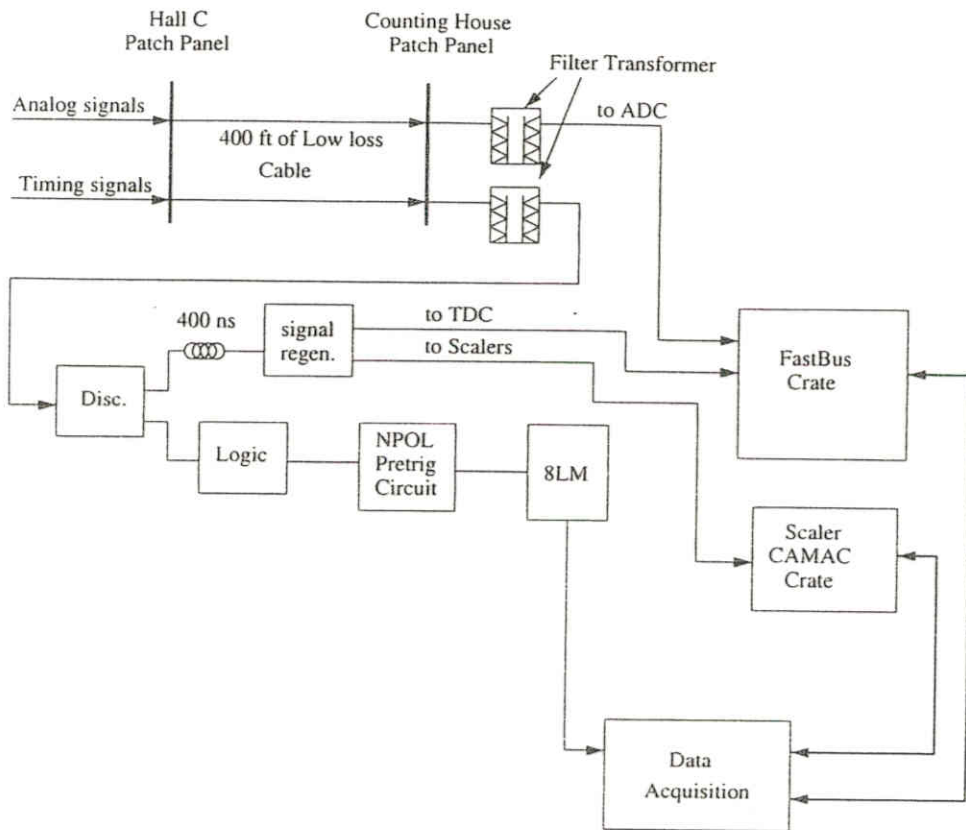 Hall C
Patch Panel
Counting House
Patch Panel
Filter Transformer
Analog signals
to ADC
400 ft of Low loss
Cable
Timing signals
400 ns
signal
regen.
to TDC
to Scalers
FastBus
Crate
Disc.
Logic
NPOL
Pretrig
Circuit
8LM
Scaler
CAMAC
Crate
Data
Acquisition